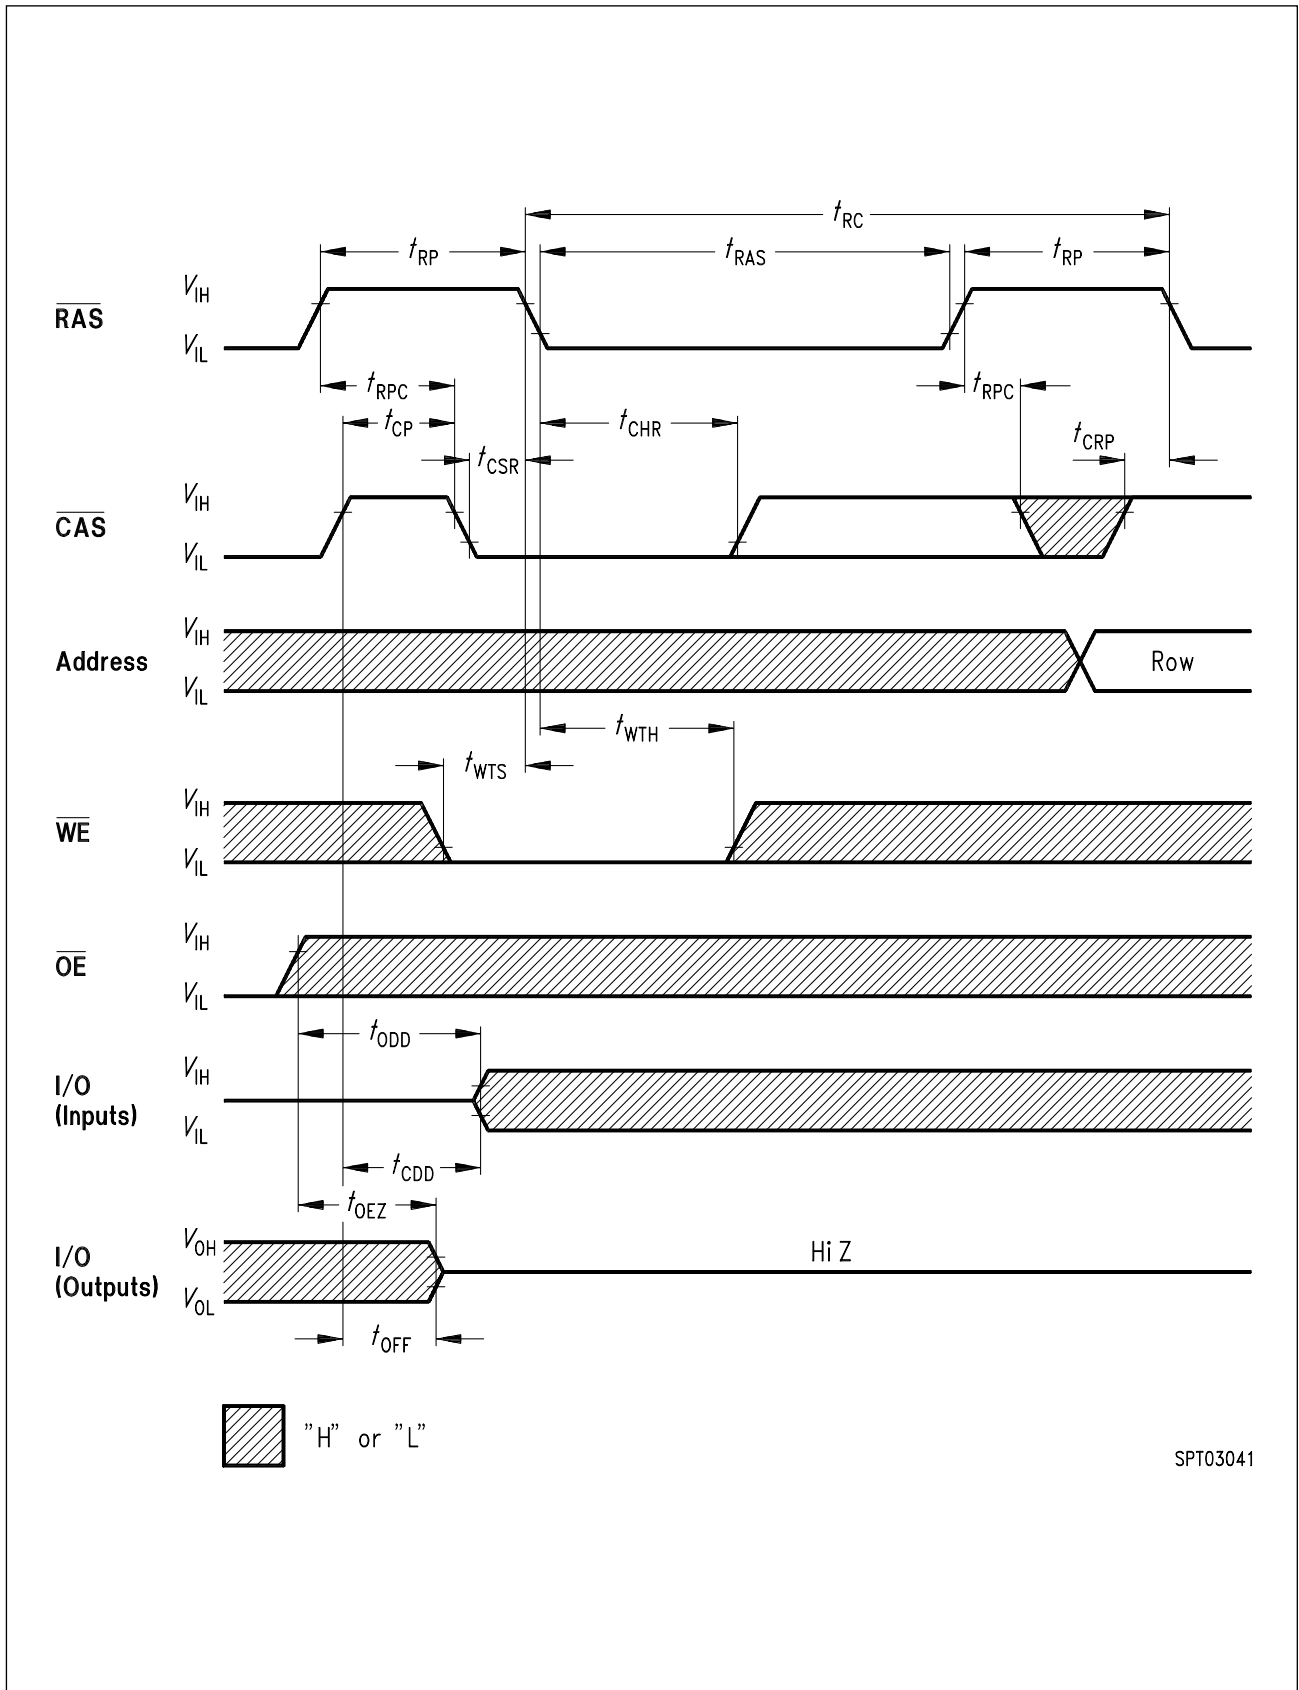 tRC
tRP tRAS tRP
RAS VIH
VIL
tRPC tRPC
tCP tCHR tCRP
tCSR
CAS VIH
VIL
Address VIH
VIL
Row
tWTH
tWTS
WE VIH
VIL
OE VIH
VIL
tODD
I/O
(Inputs)
VIH
VIL
tCDD
tOEZ
I/O
(Outputs)
VOH
VOL
Hi Z
tOFF
"H" or "L"
SPT03041